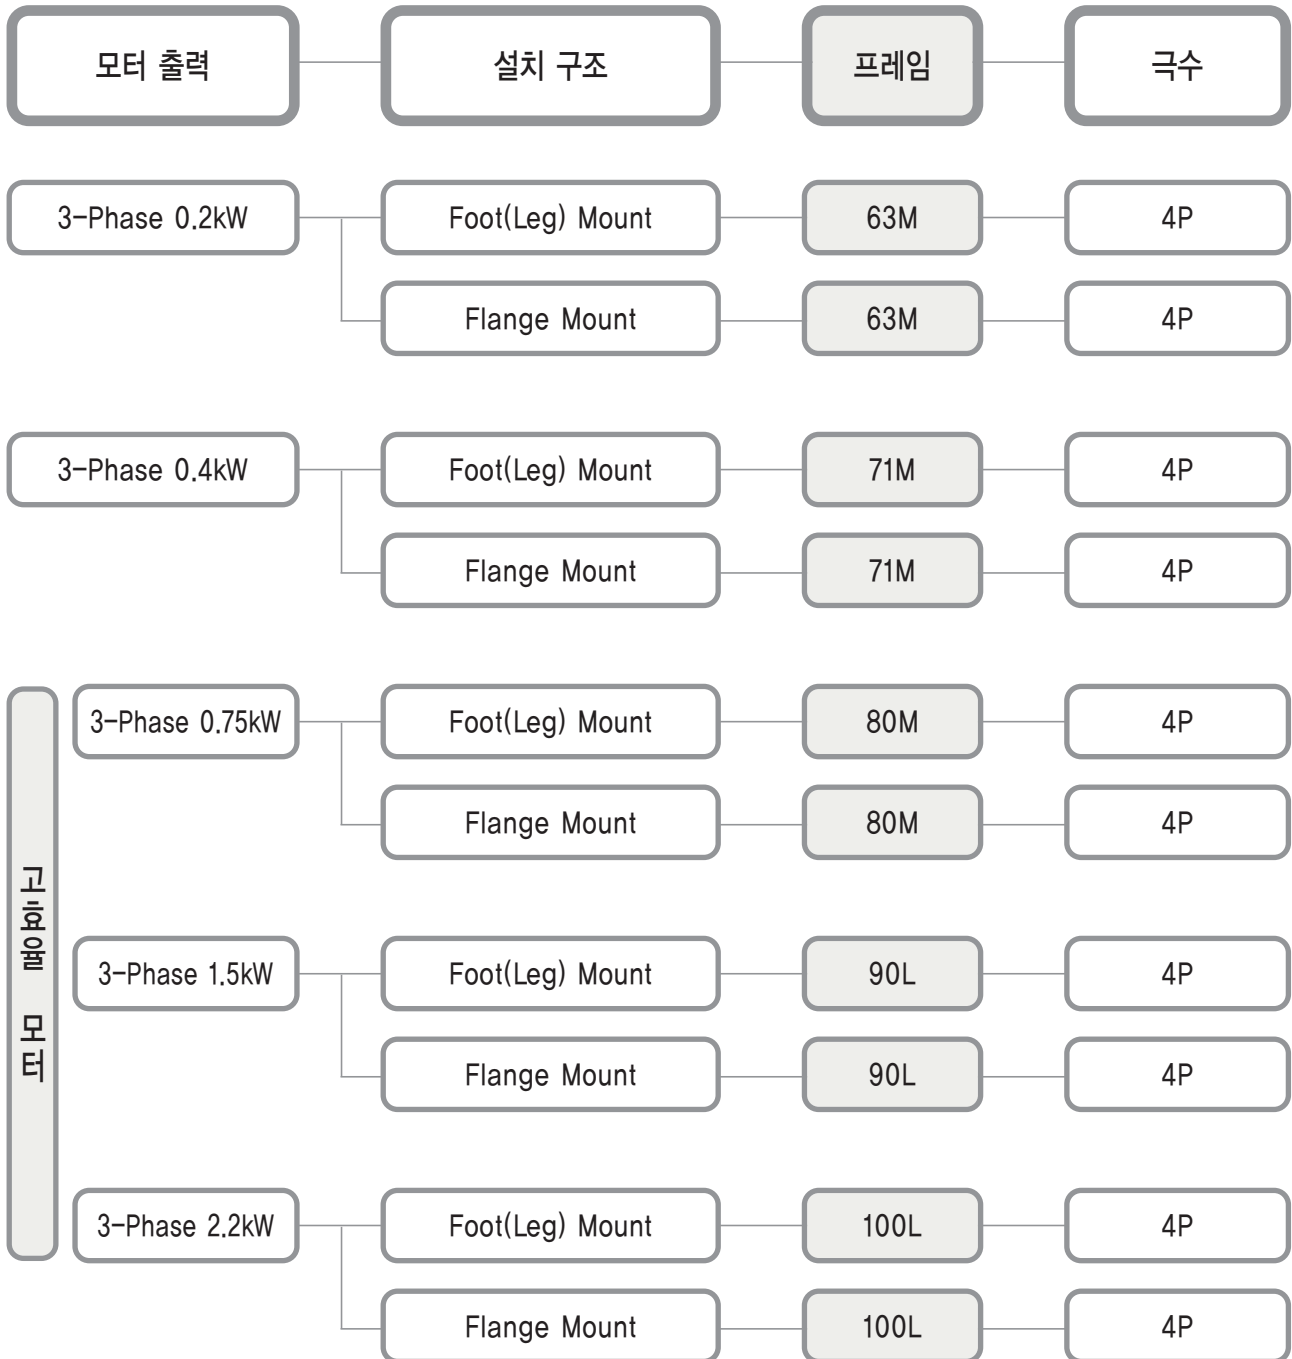 모터 출력
설치 구조
프레임
극수
3-Phase 0.2kW
Foot(Leg) Mount
63M
4P
Flange Mount
63M
4P
3-Phase 0.4kW
Foot(Leg) Mount
71M
4P
Flange Mount
71M
4P
고효율 모터
3-Phase 0.75kW
Foot(Leg) Mount
80M
4P
Flange Mount
80M
4P
3-Phase 1.5kW
Foot(Leg) Mount
90L
4P
Flange Mount
90L
4P
3-Phase 2.2kW
Foot(Leg) Mount
100L
4P
Flange Mount
100L
4P